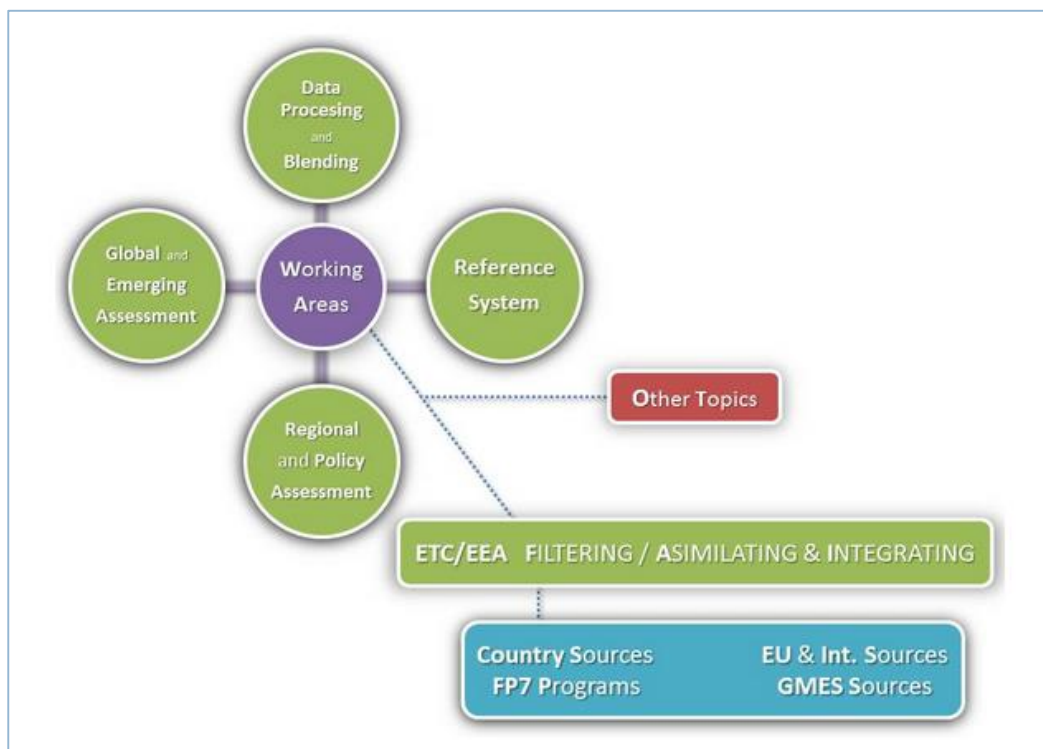 Data
Procesing
and
Blending
Global and
Emerging
Assessment
Working
Areas
Reference
System
Regional
and Policy
Assessment
Other Topics
ETC/EEA FILTERING / ASIMILATING & INTEGRATING
Country Sources EU & Int. Sources
FP7 Programs GMES Sources